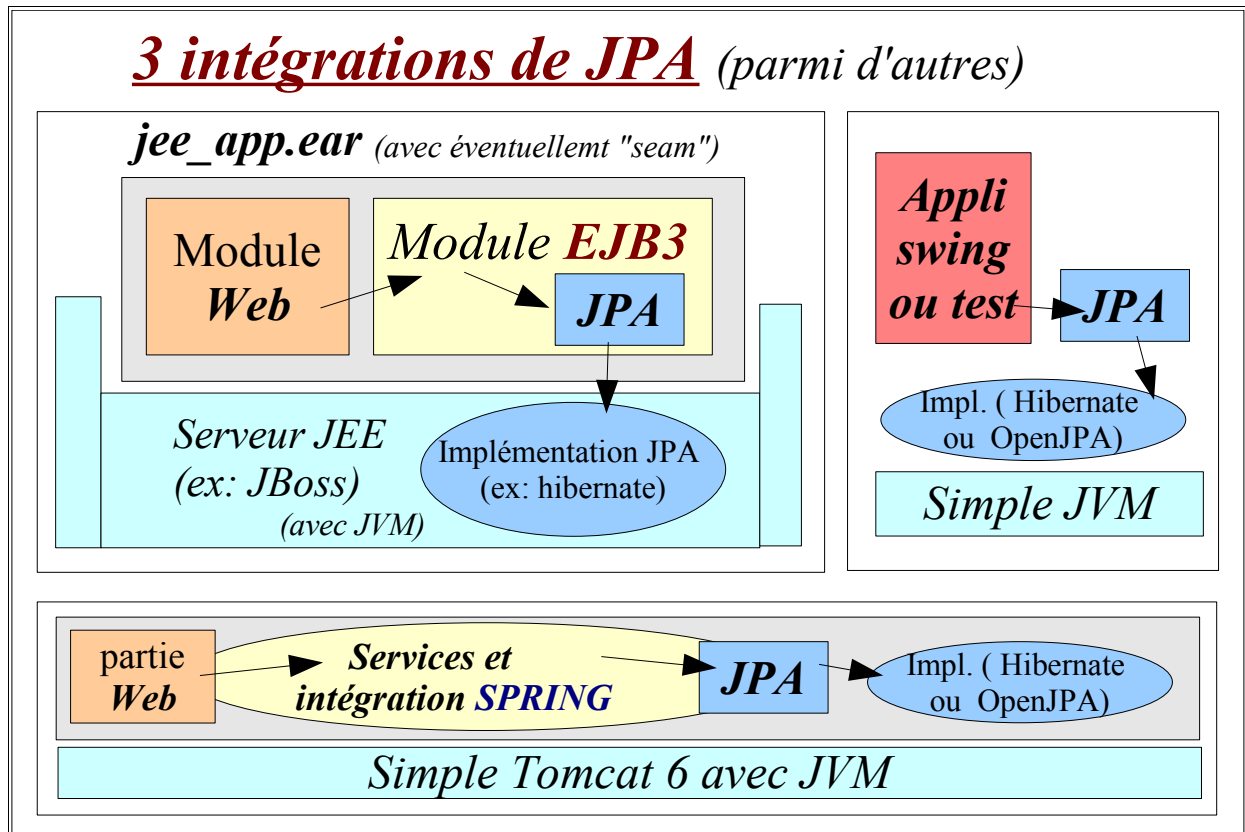 3 intégrations de JPA (parmi d'autres)
jee_app.ear (avec éventuellemt "seam")
Module
Web
Module EJB3
JPA
Serveur JEE
(ex: JBoss)
(avec JVM)
Implémentation JPA
(ex: hibernate)
Appli
swing
ou test
JPA
Impl. ( Hibernate
ou OpenJPA)
Simple JVM
partie
Web
Services et
intégration SPRING
JPA
Impl. ( Hibernate
ou OpenJPA)
Simple Tomcat 6 avec JVM